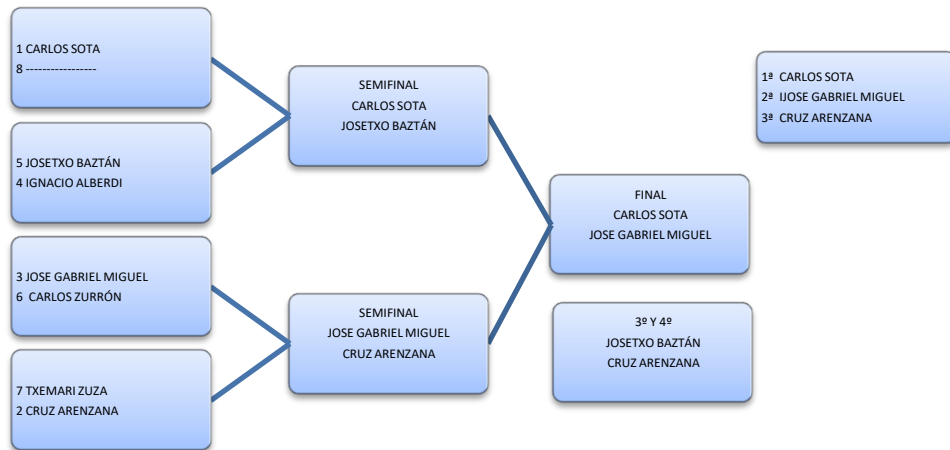 1 CARLOS SOTA
8 -----------------
5 JOSETXO BAZTÁN
4 IGNACIO ALBERDI
3 JOSE GABRIEL MIGUEL
6 CARLOS ZURRÓN
7 TXEMARI ZUZA
2 CRUZ ARENZANA
SEMIFINAL
CARLOS SOTA
JOSETXO BAZTÁN
SEMIFINAL
JOSE GABRIEL MIGUEL
CRUZ ARENZANA
FINAL
CARLOS SOTA
JOSE GABRIEL MIGUEL
3º Y 4º
JOSETXO BAZTÁN
CRUZ ARENZANA
1ª CARLOS SOTA
2ª IJOSE GABRIEL MIGUEL
3ª CRUZ ARENZANA